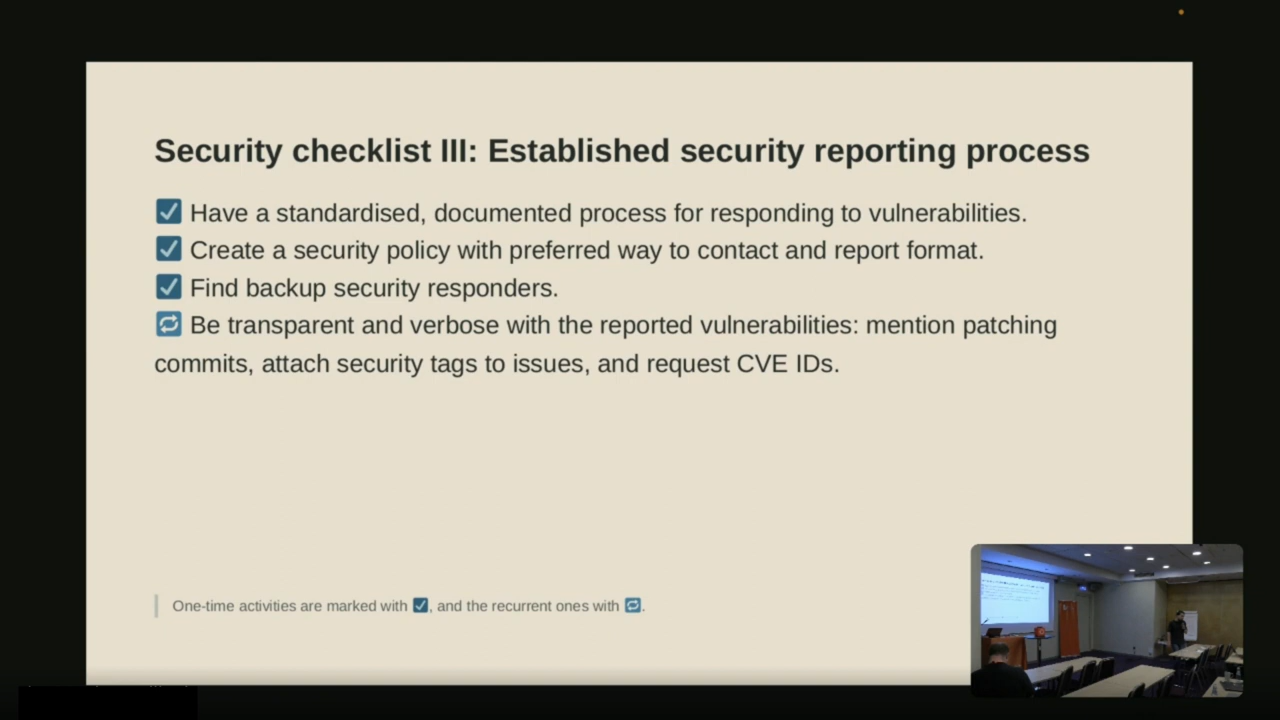 Security checklist III: Established security reporting process
☑ Have a standardised, documented process for responding to vulnerabilities.
☑ Create a security policy with preferred way to contact and report format.
☑ Find backup security responders.
🔁 Be transparent and verbose with the reported vulnerabilities: mention patching
commits, attach security tags to issues, and request CVE IDs.
One-time activities are marked with ☑, and the recurrent ones with 🔁.